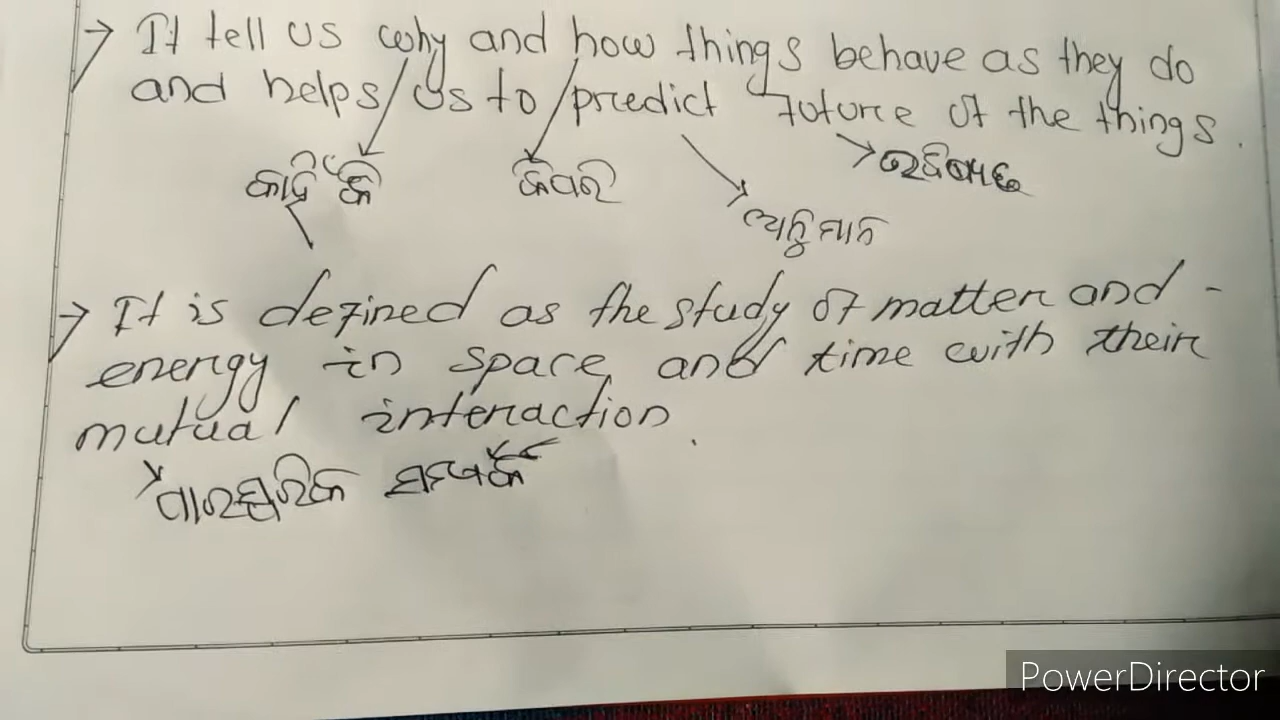 → It tell us why and how things behave as they do
and helps us to predict future of the things.
କାହିଁକି କିପରି ଭବିଷ୍ୟତ
ଅନୁମାନ
→ It is defined as the study of matter and -
energy in space and time with their
mutual interaction.
ପାରସ୍ପରିକ ସମ୍ପର୍କ
PowerDirector